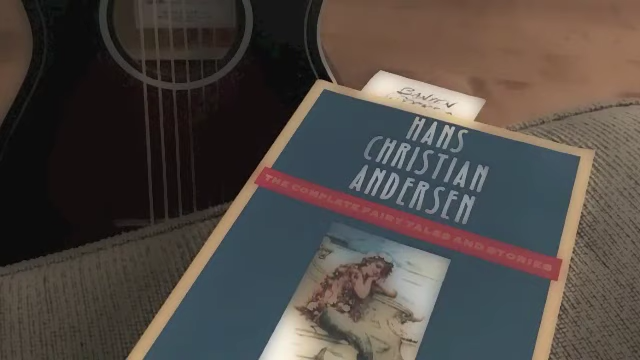 HANS
CHRISTIAN
ANDERSEN
THE COMPLETE FAIRY TALES AND STORIES